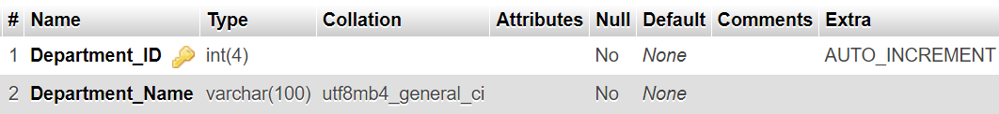 # Name Type Collation Attributes Null Default Comments Extra
1 Department_ID int(4) No None AUTO_INCREMENT
2 Department_Name varchar(100) utf8mb4_general_ci No None